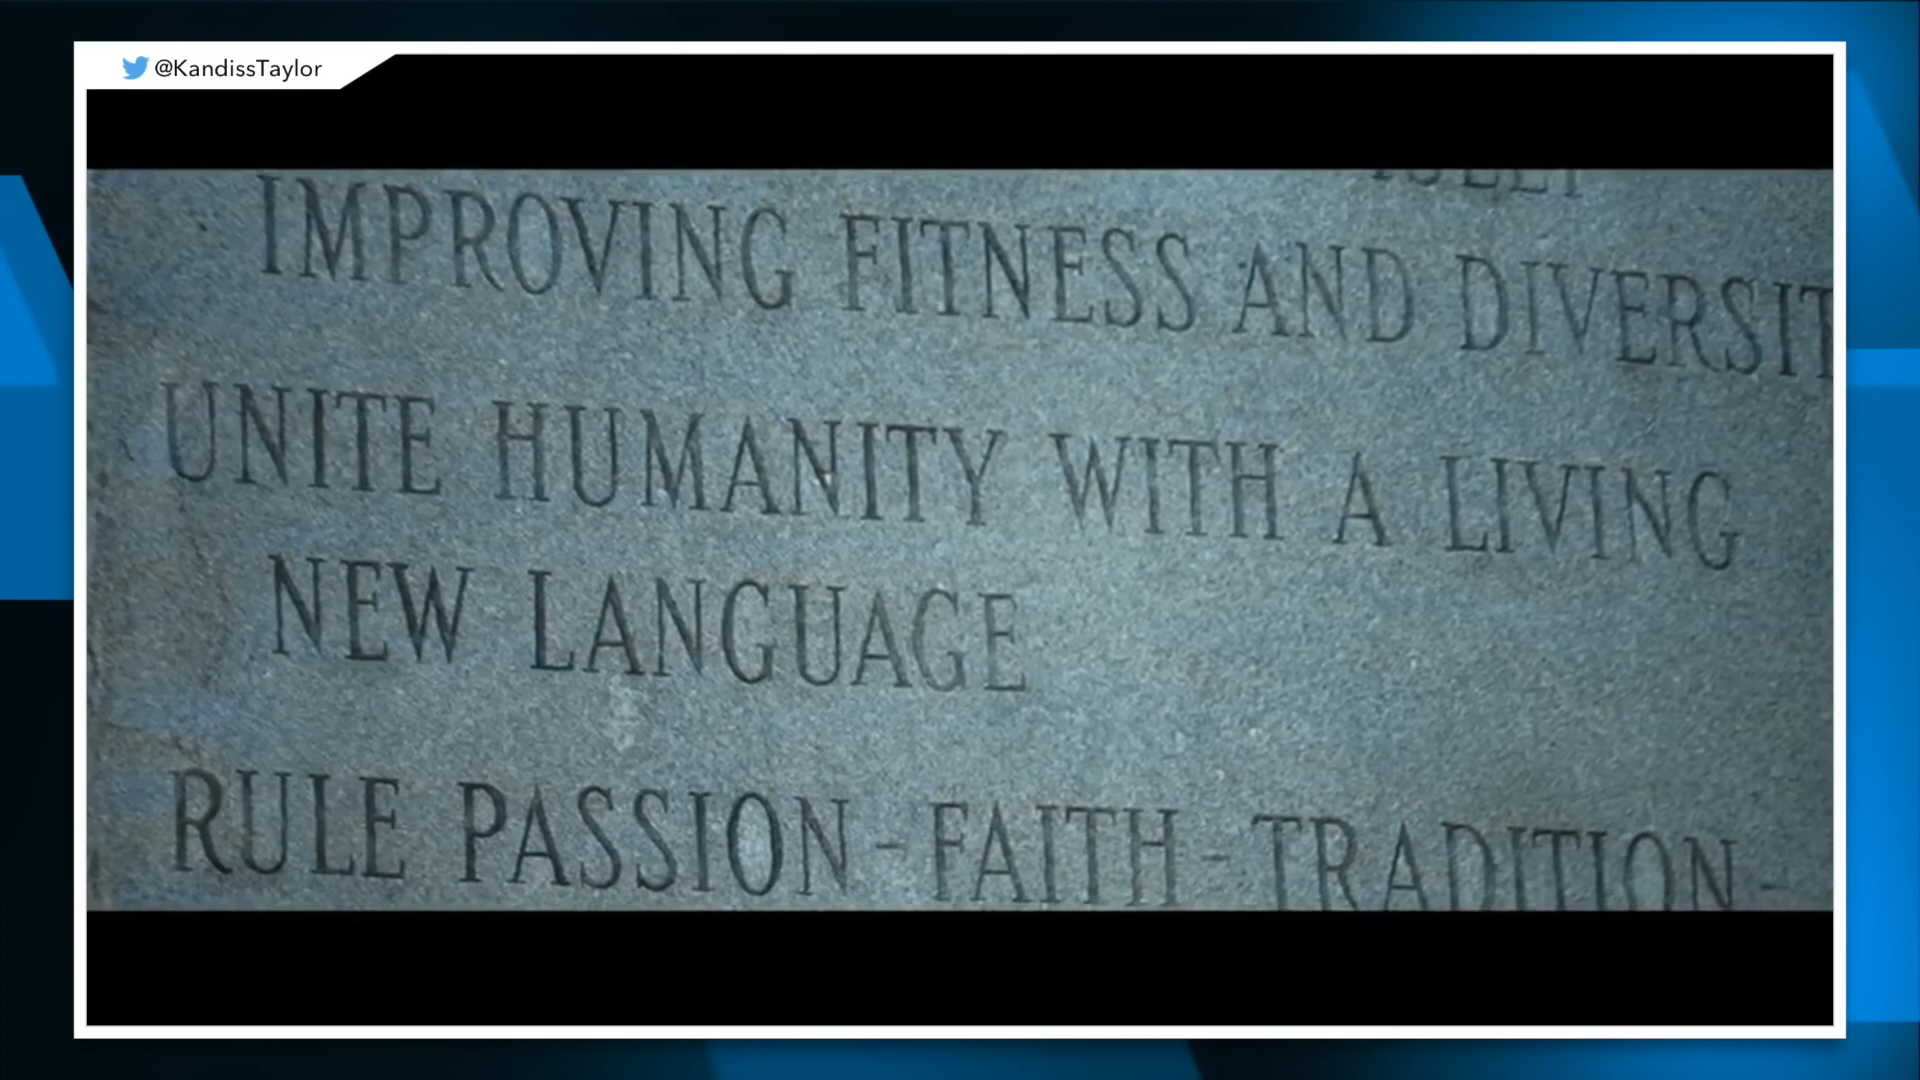 @KandissTaylor
IMPROVING FITNESS AND DIVERSIT
UNITE HUMANITY WITH A LIVING
NEW LANGUAGE
RULE PASSION - FAITH - TRADITION -